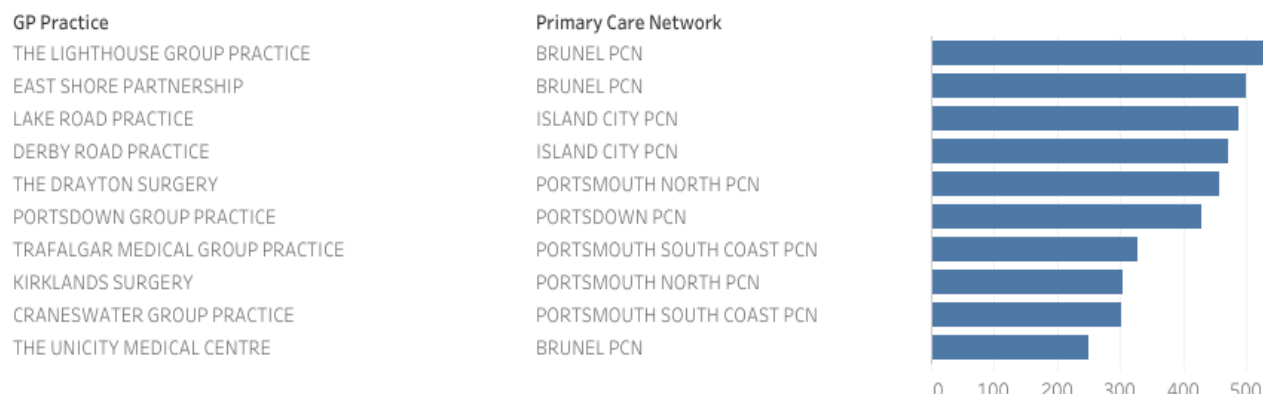 GP Practice Primary Care Network
THE LIGHTHOUSE GROUP PRACTICE BRUNEL PCN
EAST SHORE PARTNERSHIP BRUNEL PCN
LAKE ROAD PRACTICE ISLAND CITY PCN
DERBY ROAD PRACTICE ISLAND CITY PCN
THE DRAYTON SURGERY PORTSMOUTH NORTH PCN
PORTSDOWN GROUP PRACTICE PORTSDOWN PCN
TRAFALGAR MEDICAL GROUP PRACTICE PORTSMOUTH SOUTH COAST PCN
KIRKLANDS SURGERY PORTSMOUTH NORTH PCN
CRANESWATER GROUP PRACTICE PORTSMOUTH SOUTH COAST PCN
THE UNICITY MEDICAL CENTRE BRUNEL PCN
0 100 200 300 400 500